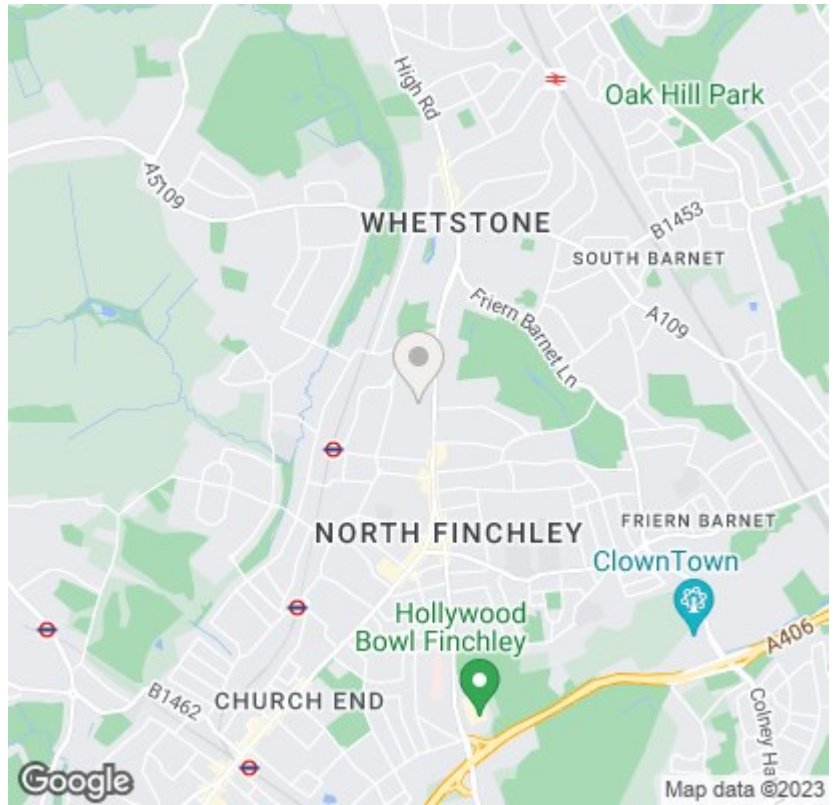 High Rd
Oak Hill Park
A5109
WHETSTONE
B1453
SOUTH BARNET
Friern Barnet Ln
A109
NORTH FINCHLEY
FRIERN BARNET
ClownTown
Hollywood
Bowl Finchley
A406
B1462
CHURCH END
Colney Ha
Google
Map data ©2023